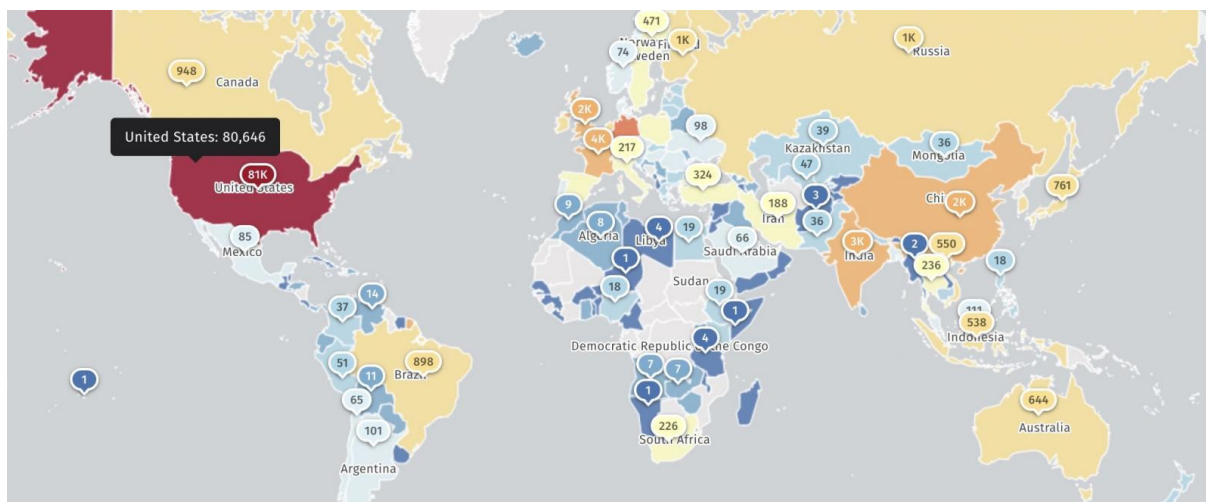 471
Norwa
Fi
1K
1K
Russia
74
weden
948
Canada
2K
98
39
Kazakhstan
36
Mongolia
United States: 80,646
4K
217
47
81K
United States
324
3
761
188
Iran
Chi
2K
9
8
Algeria
4
Libya
19
36
85
Mexico
66
Saudi Arabia
3K
India
2
550
1
236
18
Sudan
18
19
14
37
1
111
538
Indonesia
4
Democratic Republic of the Congo
51
11
898
Brazil
7
7
1
1
65
644
Australia
101
226
South Africa
Argentina